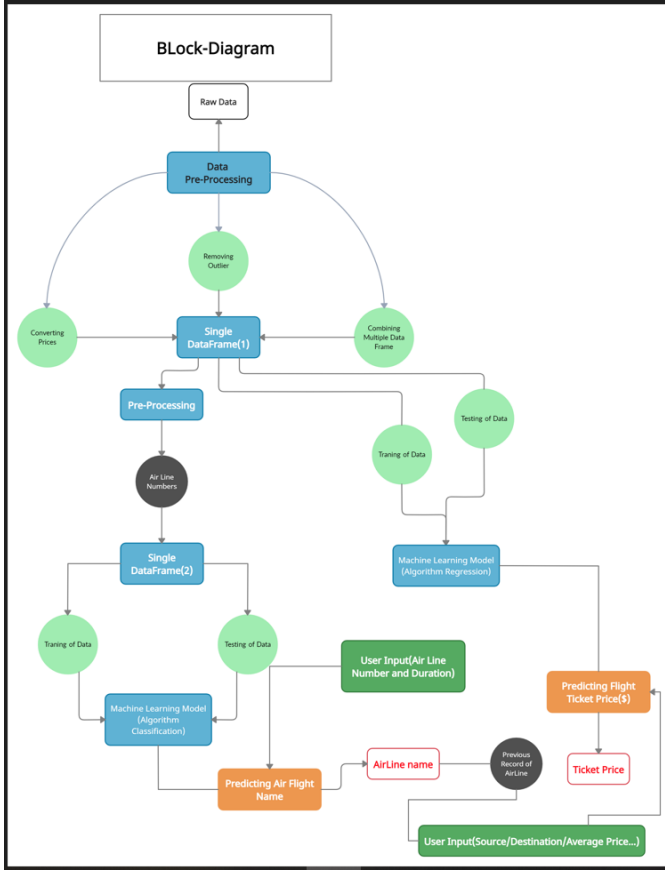 BLock-Diagram
Raw Data
Data
Pre-Processing
Removing
Outlier
Converting
Prices
Single
DataFrame(1)
Combining
Multiple Data
Frame
Pre-Processing
Testing of Data
Traning of Data
Air Line
Numbers
Single
DataFrame(2)
Machine Learning Model
(Algorithm Regression)
Traning of Data
Testing of Data
User Input(Air Line
Number and Duration)
Predicting Flight
Ticket Price($)
Machine Learning Model
(Algorithm
Classification)
Predicting Air Flight
Name
AirLine name
Previous
Record of
AirLine
Ticket Price
User Input(Source/Destination/Average Price...)